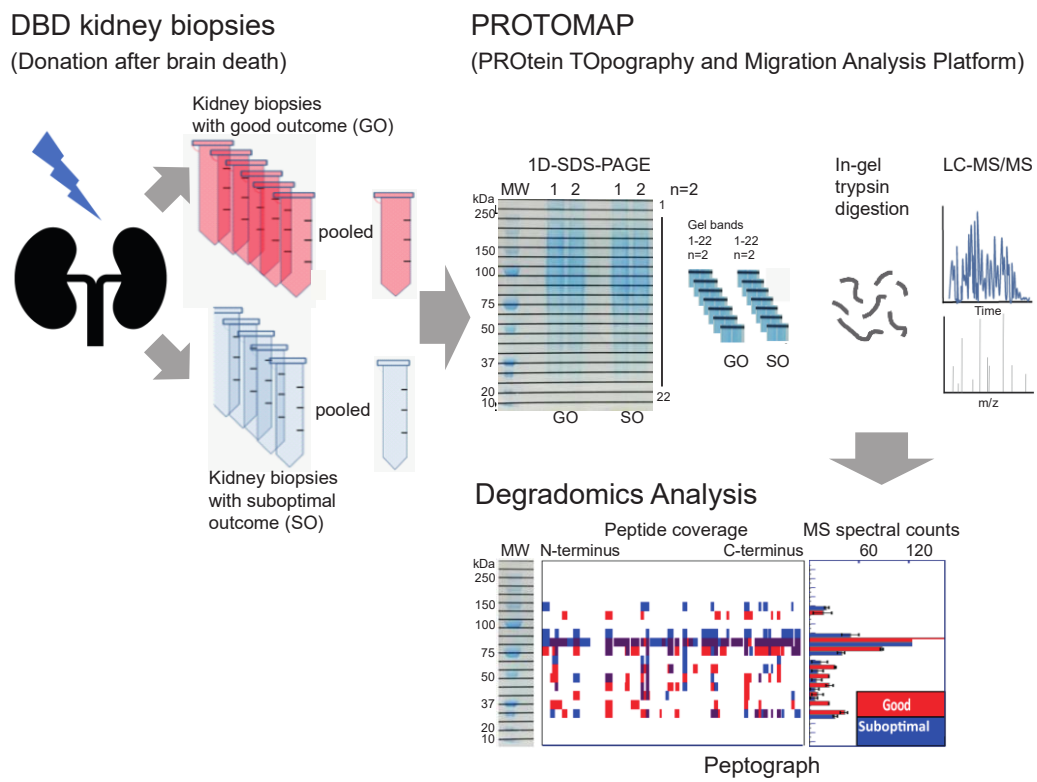 DBD kidney biopsies
(Donation after brain death)
Kidney biopsies
with good outcome (GO)
pooled
pooled
Kidney biopsies
with suboptimal
outcome (SO)
PROTOMAP
(PROtein TOpography and Migration Analysis Platform)
1D-SDS-PAGE
MW 1 2 1 2 n=2
kDa
250
150
100
75
50
37
20
10
1
22
GO SO
Gel bands
1-22 1-22
n=2 n=2
GO SO
In-gel
trypsin
digestion
LC-MS/MS
Time
m/z
Degradomics Analysis
Peptide coverage MS spectral counts
MW N-terminus C-terminus 60 120
kDa
250
150
100
75
50
37
20
10
Good
Suboptimal
Peptograph